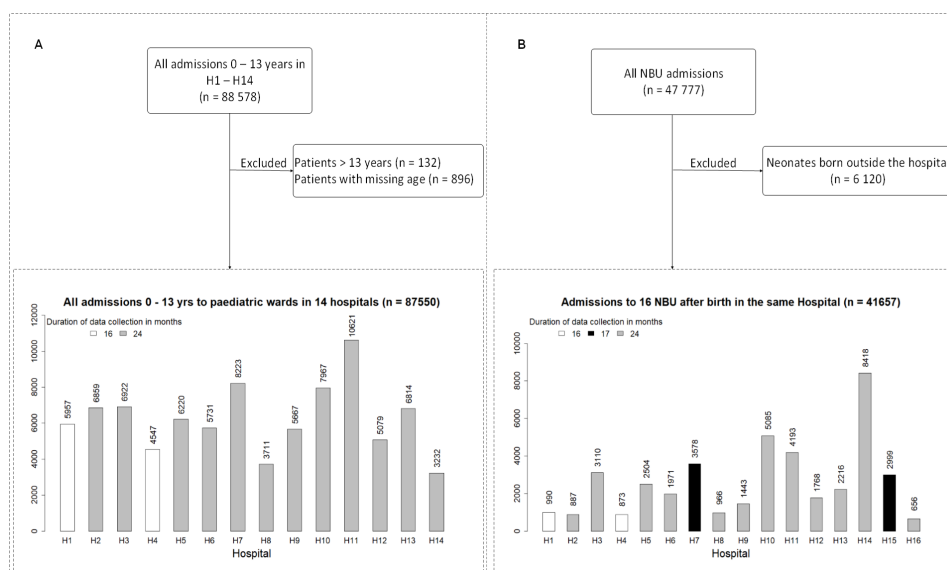 A
All admissions 0 – 13 years in
H1 – H14
(n = 88 578)
Excluded
Patients > 13 years (n = 132)
Patients with missing age (n = 896)
All admissions 0 - 13 yrs to paediatric wards in 14 hospitals (n = 87550)
Duration of data collection in months
16 24
12000
10000
8000
6000
4000
2000
0
5957 6859 6922 4547 6220 5731 8223 3711 5667 7967 10621 5079 6814 3232
H1 H2 H3 H4 H5 H6 H7 H8 H9 H10 H11 H12 H13 H14
Hospital
B
All NBU admissions
(n = 47 777)
Excluded
Neonates born outside the hospital
(n = 6 120)
Admissions to 16 NBU after birth in the same Hospital (n = 41657)
Duration of data collection in months
16 17 24
10000
8000
6000
4000
2000
0
990 887 3110 873 2504 1971 3578 966 1443 5085 4193 1768 2216 8418 2999 656
H1 H2 H3 H4 H5 H6 H7 H8 H9 H10 H11 H12 H13 H14 H15 H16
Hospital